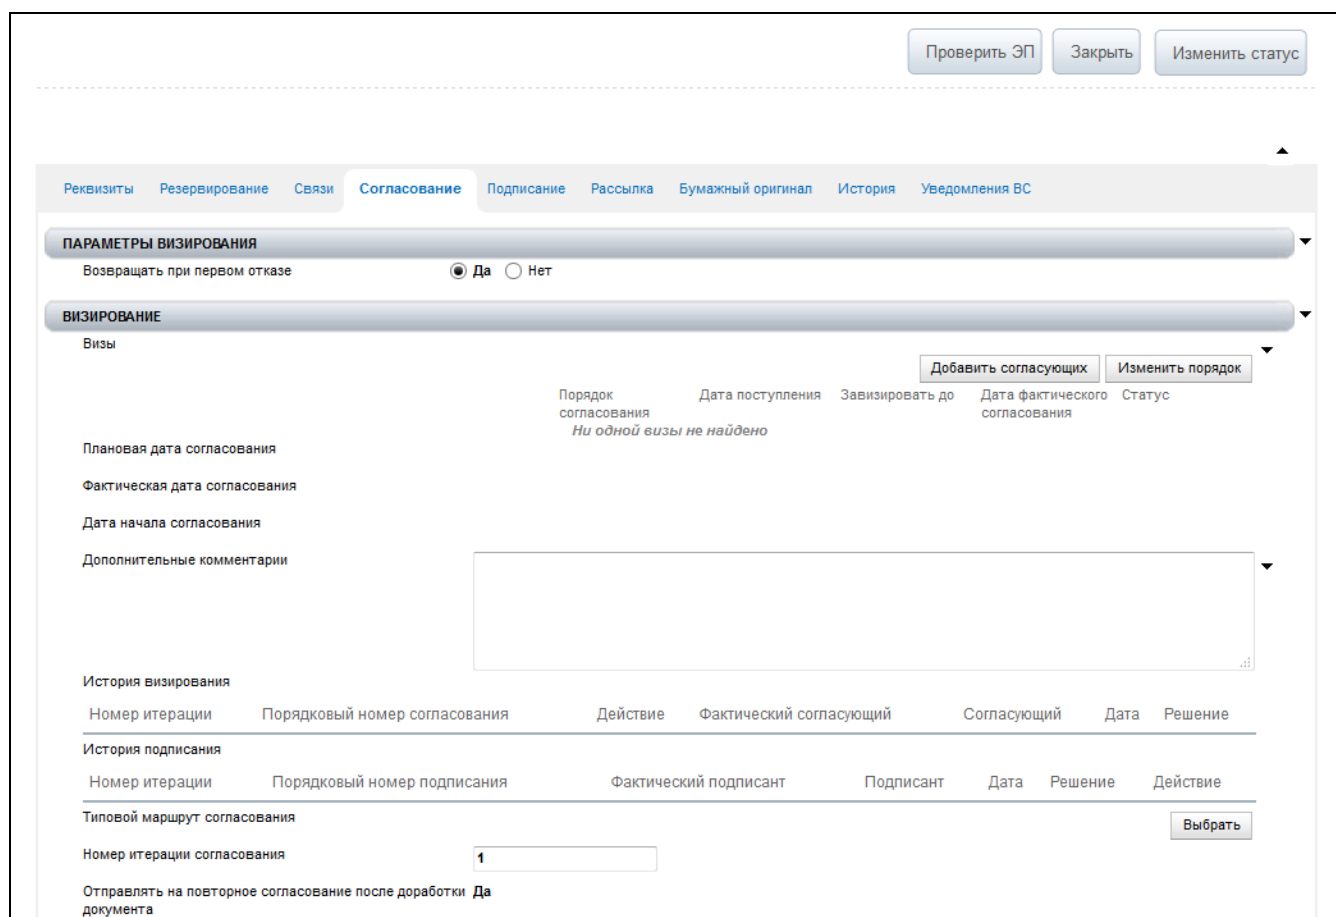 Проверить ЭП Закрыть Изменить статус
Реквизиты Резервирование Связи Согласование Подписание Рассылка Бумажный оригинал История Уведомления ВС
ПАРАМЕТРЫ ВИЗИРОВАНИЯ
Возвращать при первом отказе Да Нет
ВИЗИРОВАНИЕ
Визы
Добавить согласующих Изменить порядок
Порядок Дата поступления Завизировать до Дата фактического Статус
согласования согласования
Ни одной визы не найдено
Плановая дата согласования
Фактическая дата согласования
Дата начала согласования
Дополнительные комментарии
История визирования
Номер итерации Порядковый номер согласования Действие Фактический согласующий Согласующий Дата Решение
История подписания
Номер итерации Порядковый номер подписания Фактический подписант Подписант Дата Решение Действие
Типовой маршрут согласования
Выбрать
Номер итерации согласования 1
Отправлять на повторное согласование после доработки Да
документа